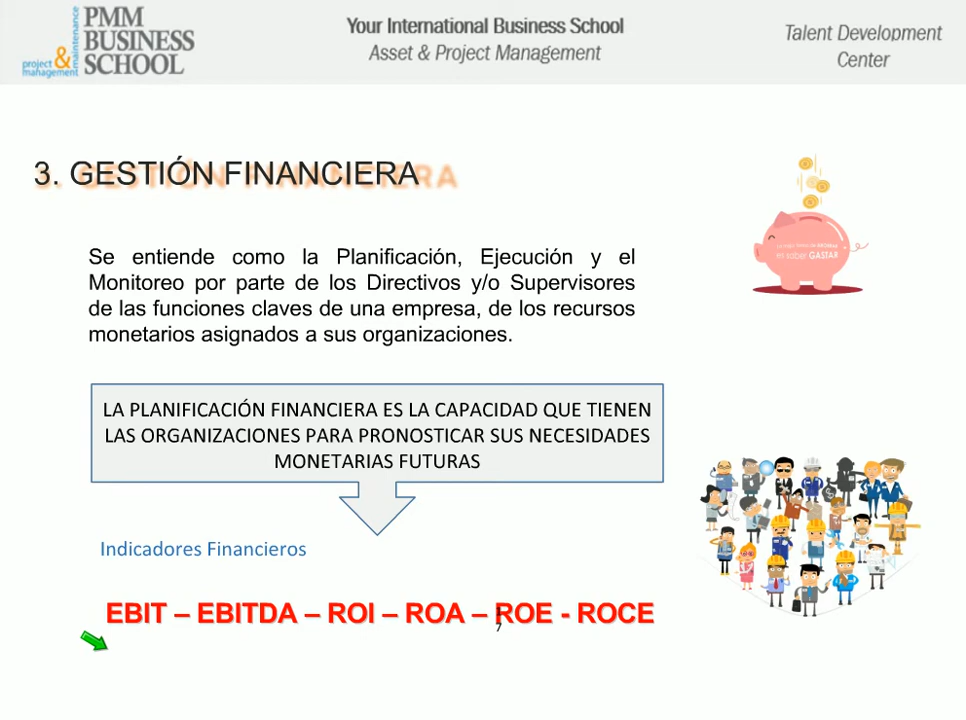 project & management
maintenance
PMM
BUSINESS
SCHOOL
Your International Business School
Asset & Project Management
Talent Development
Center
3. GESTIÓN FINANCIERA
Se entiende como la Planificación, Ejecución y el
Monitoreo por parte de los Directivos y/o Supervisores
de las funciones claves de una empresa, de los recursos
monetarios asignados a sus organizaciones.
es saber GASTAR
LA PLANIFICACIÓN FINANCIERA ES LA CAPACIDAD QUE TIENEN
LAS ORGANIZACIONES PARA PRONOSTICAR SUS NECESIDADES
MONETARIAS FUTURAS
Indicadores Financieros
EBIT – EBITDA – ROI – ROA – ROE - ROCE